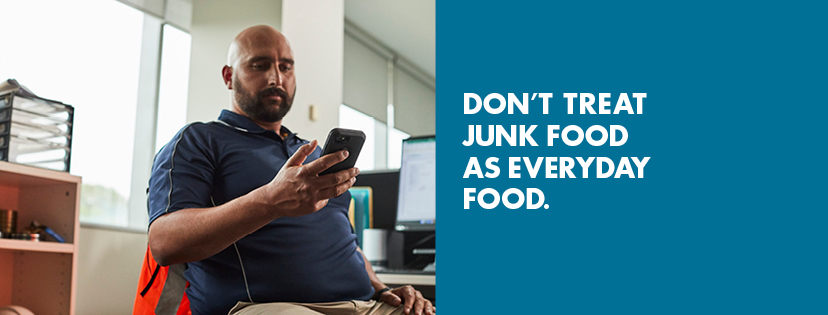 DON'T TREAT
JUNK FOOD
AS EVERYDAY
FOOD.